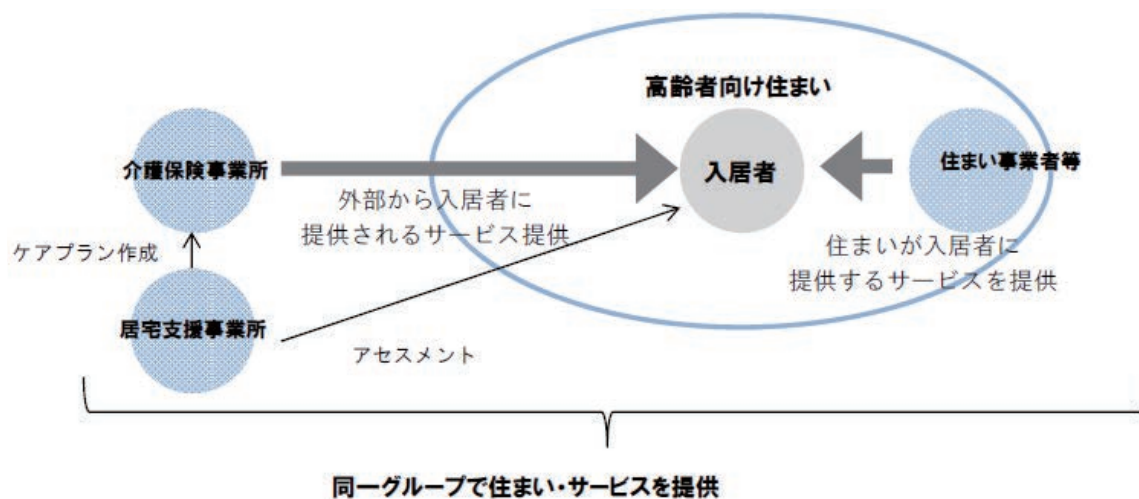 高齢者向け住まい
介護保険事業所
入居者
住まい事業者等
外部から入居者に
提供されるサービス提供
住まいが入居者に
提供するサービスを提供
ケアプラン作成
居宅支援事業所
アセスメント
同一グループで住まい・サービスを提供